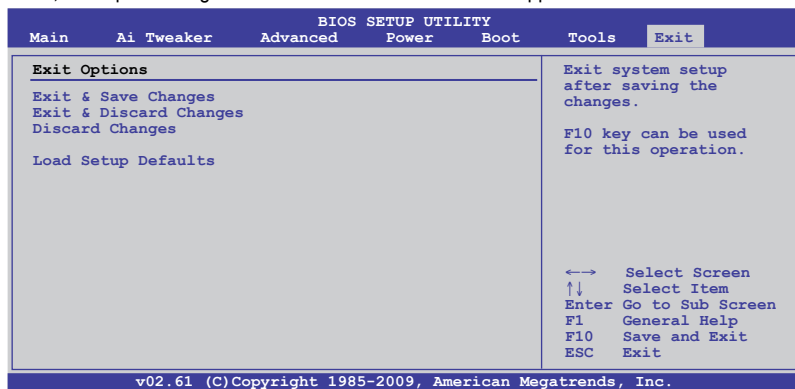 BIOS SETUP UTILITY
Main Ai Tweaker Advanced Power Boot Tools Exit
Exit Options
Exit & Save Changes
Exit & Discard Changes
Discard Changes
Load Setup Defaults
Exit system setup
after saving the
changes.
F10 key can be used
for this operation.
←→ Select Screen
↑↓ Select Item
Enter Go to Sub Screen
F1 General Help
F10 Save and Exit
ESC Exit
v02.61 (C)Copyright 1985-2009, American Megatrends, Inc.